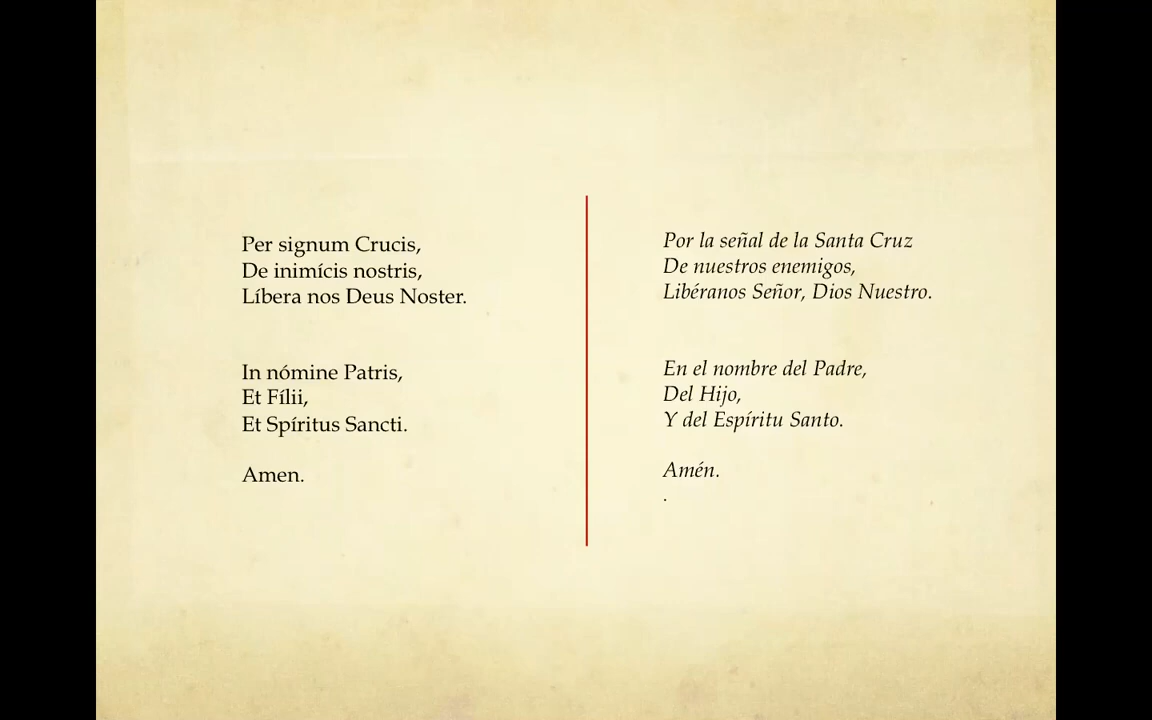 Per signum Crucis,
De inimícis nostris,
Líbera nos Deus Noster.
In nómine Patris,
Et Fílii,
Et Spíritus Sancti.
Amen.
Por la señal de la Santa Cruz
De nuestros enemigos,
Libéranos Señor, Dios Nuestro.
En el nombre del Padre,
Del Hijo,
Y del Espíritu Santo.
Amén.
.